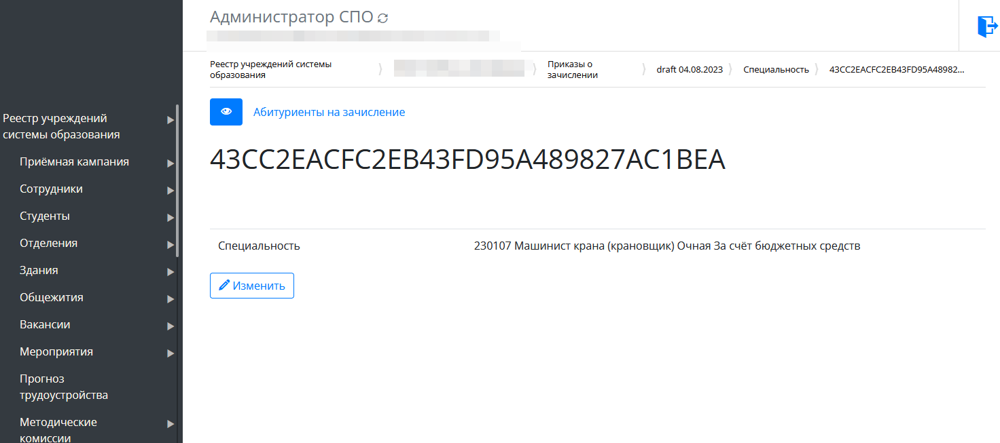 Администратор СПО
Реестр учреждений системы
образования
Приказы о
зачислении
draft 04.08.2023
Специальность
43CC2EACFC2EB43FD95A48982...
Абитуриенты на зачисление
43CC2EACFC2EB43FD95A489827AC1BEA
Специальность
230107 Машинист крана (крановщик) Очная За счёт бюджетных средств
Изменить
Реестр учреждений
системы образования
Приёмная кампания
Сотрудники
Студенты
Отделения
Здания
Общежития
Вакансии
Мероприятия
Прогноз
трудоустройства
Методические
комиссии